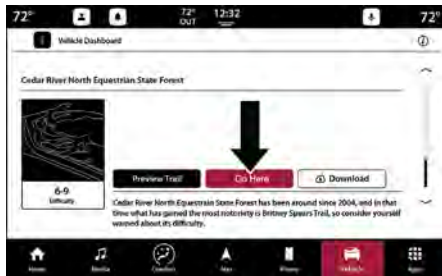 72° 72° OUT 12:32 72°
Vehicle Dashboard
Cedar River North Equestrian State Forest
6-9
Difficulty
Preview Trail Go Here Download
Cedar River North Equestrian State Forest has been around since 2004, and in that
time what has gained the most notoriety is Britney Spears Trail, so consider yourself
warned about its difficulty.
Home Media Comfort Nav Phone Vehicle Apps